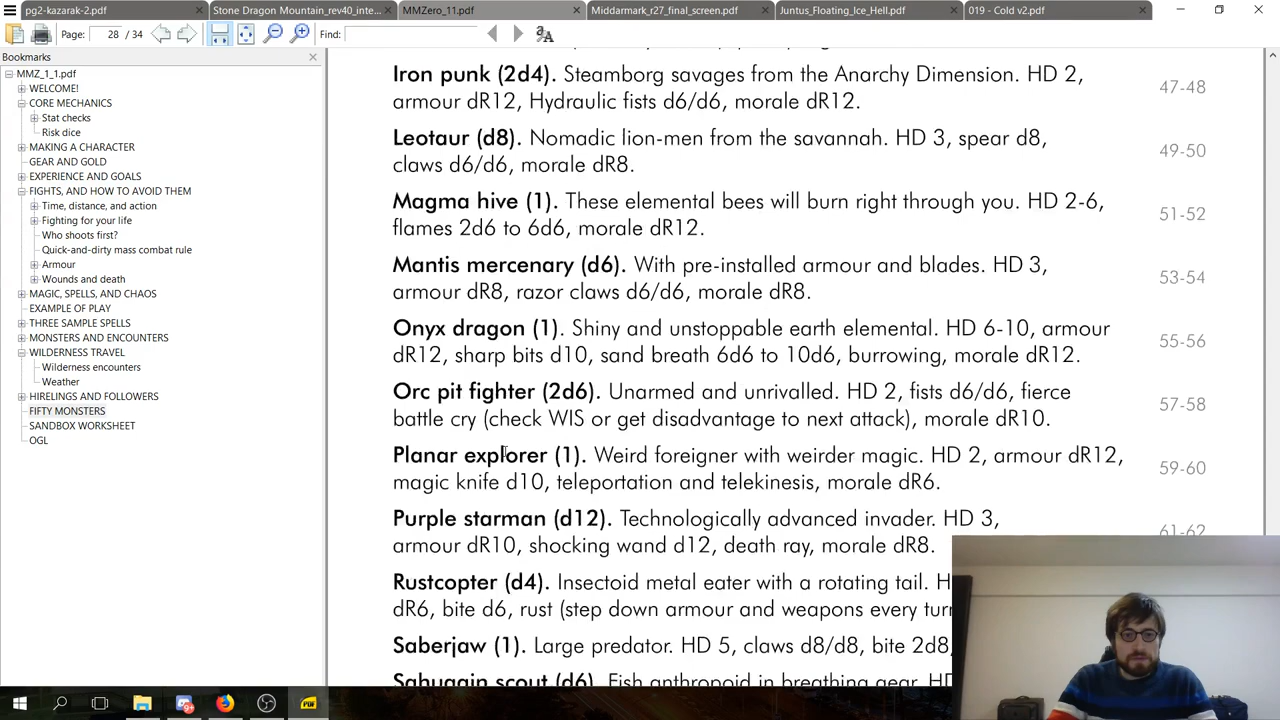 pg2-kazarak-2.pdf
Stone Dragon Mountain_rev40_inte...
MMZero_11.pdf
Middarmark_r27_final_screen.pdf
Juntus_Floating_Ice_Hell.pdf
019 - Cold v2.pdf
Page: 28 / 34
Find:
Bookmarks
MMZ_1_1.pdf
WELCOME!
CORE MECHANICS
Stat checks
Risk dice
MAKING A CHARACTER
GEAR AND GOLD
EXPERIENCE AND GOALS
FIGHTS, AND HOW TO AVOID THEM
Time, distance, and action
Fighting for your life
Who shoots first?
Quick-and-dirty mass combat rule
Armour
Wounds and death
MAGIC, SPELLS, AND CHAOS
EXAMPLE OF PLAY
THREE SAMPLE SPELLS
MONSTERS AND ENCOUNTERS
WILDERNESS TRAVEL
Wilderness encounters
Weather
HIRELINGS AND FOLLOWERS
FIFTY MONSTERS
SANDBOX WORKSHEET
OGL
Iron punk (2d4). Steamborg savages from the Anarchy Dimension. HD 2,
armour dR12, Hydraulic fists d6/d6, morale dR12.
47-48
Leotaur (d8). Nomadic lion-men from the savannah. HD 3, spear d8,
claws d6/d6, morale dR8.
49-50
Magma hive (1). These elemental bees will burn right through you. HD 2-6,
flames 2d6 to 6d6, morale dR12.
51-52
Mantis mercenary (d6). With pre-installed armour and blades. HD 3,
armour dR8, razor claws d6/d6, morale dR8.
53-54
Onyx dragon (1). Shiny and unstoppable earth elemental. HD 6-10, armour
dR12, sharp bits d10, sand breath 6d6 to 10d6, burrowing, morale dR12.
55-56
Orc pit fighter (2d6). Unarmed and unrivalled. HD 2, fists d6/d6, fierce
battle cry (check WIS or get disadvantage to next attack), morale dR10.
57-58
Planar explorer (1). Weird foreigner with weirder magic. HD 2, armour dR12,
magic knife d10, teleportation and telekinesis, morale dR6.
59-60
Purple starman (d12). Technologically advanced invader. HD 3,
armour dR10, shocking wand d12, death ray, morale dR8.
61-62
Rustcopter (d4). Insectoid metal eater with a rotating tail.
dR6, bite d6, rust (step down armour and weapons every
Saberjaw (1). Large predator. HD 5, claws d8/d8, bite 2d8,
Sahuagin scout (d6). Fish anthropoid in breathing gear.